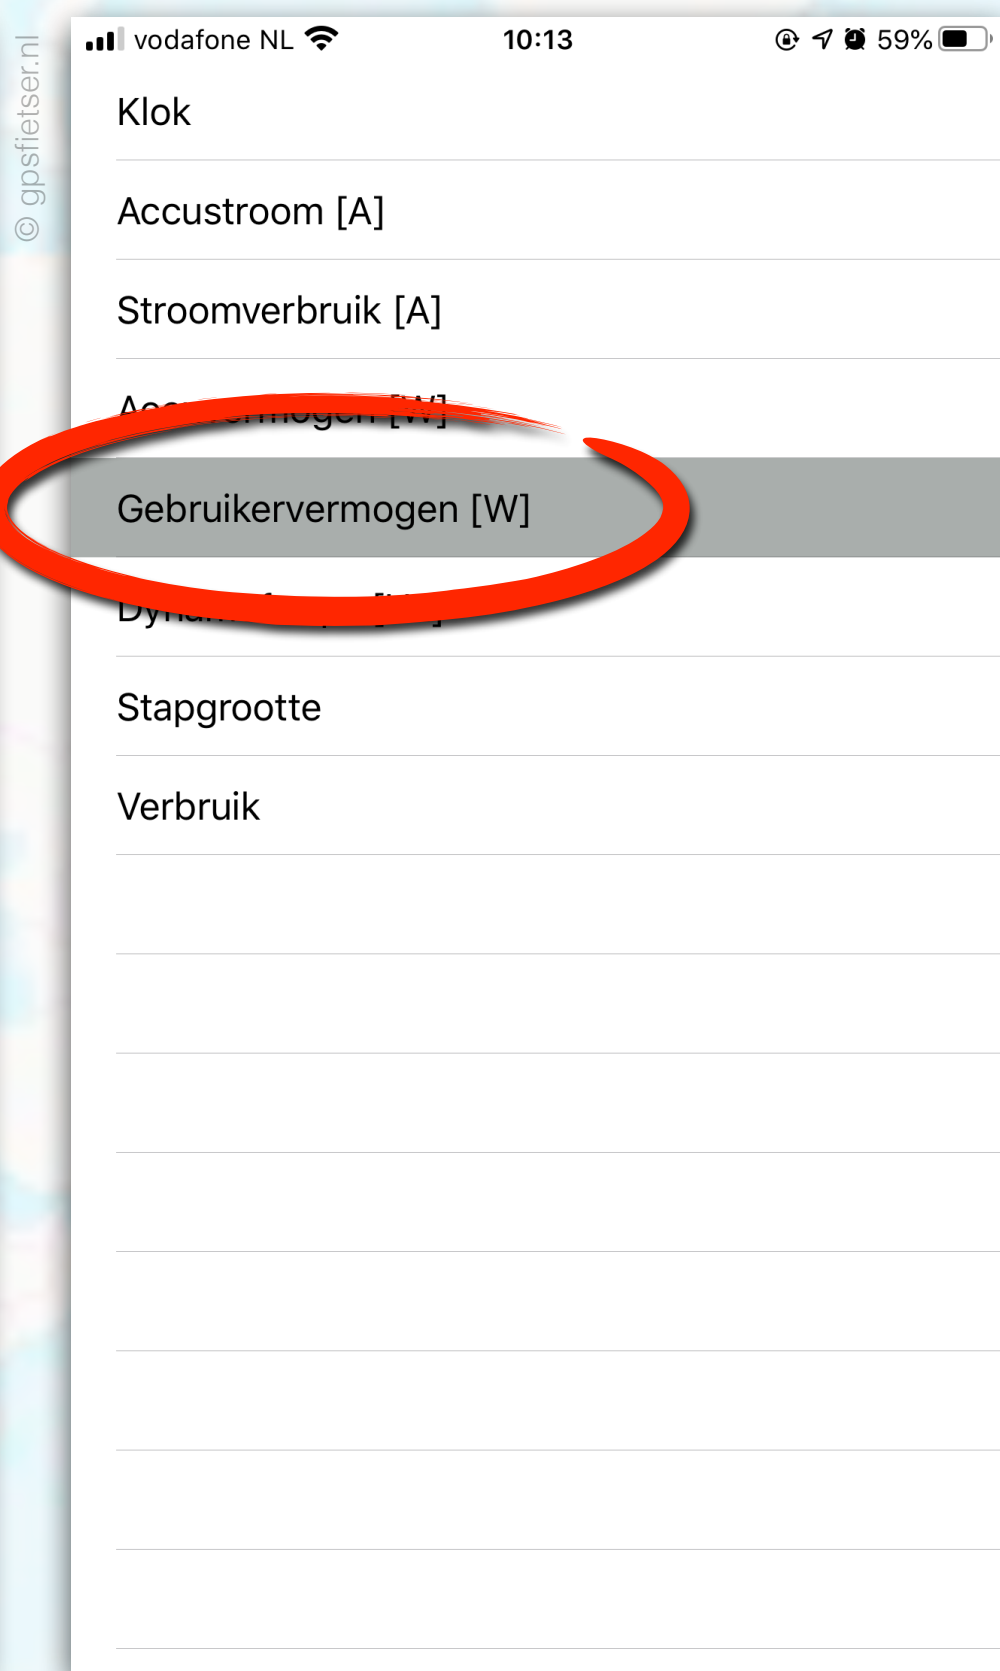 © gpsfietser.nl
vodafone NL 10:13 59%
Klok
Accustroom [A]
Stroomverbruik [A]
[W]
Gebruikervermogen [W]
Stapgrootte
Verbruik